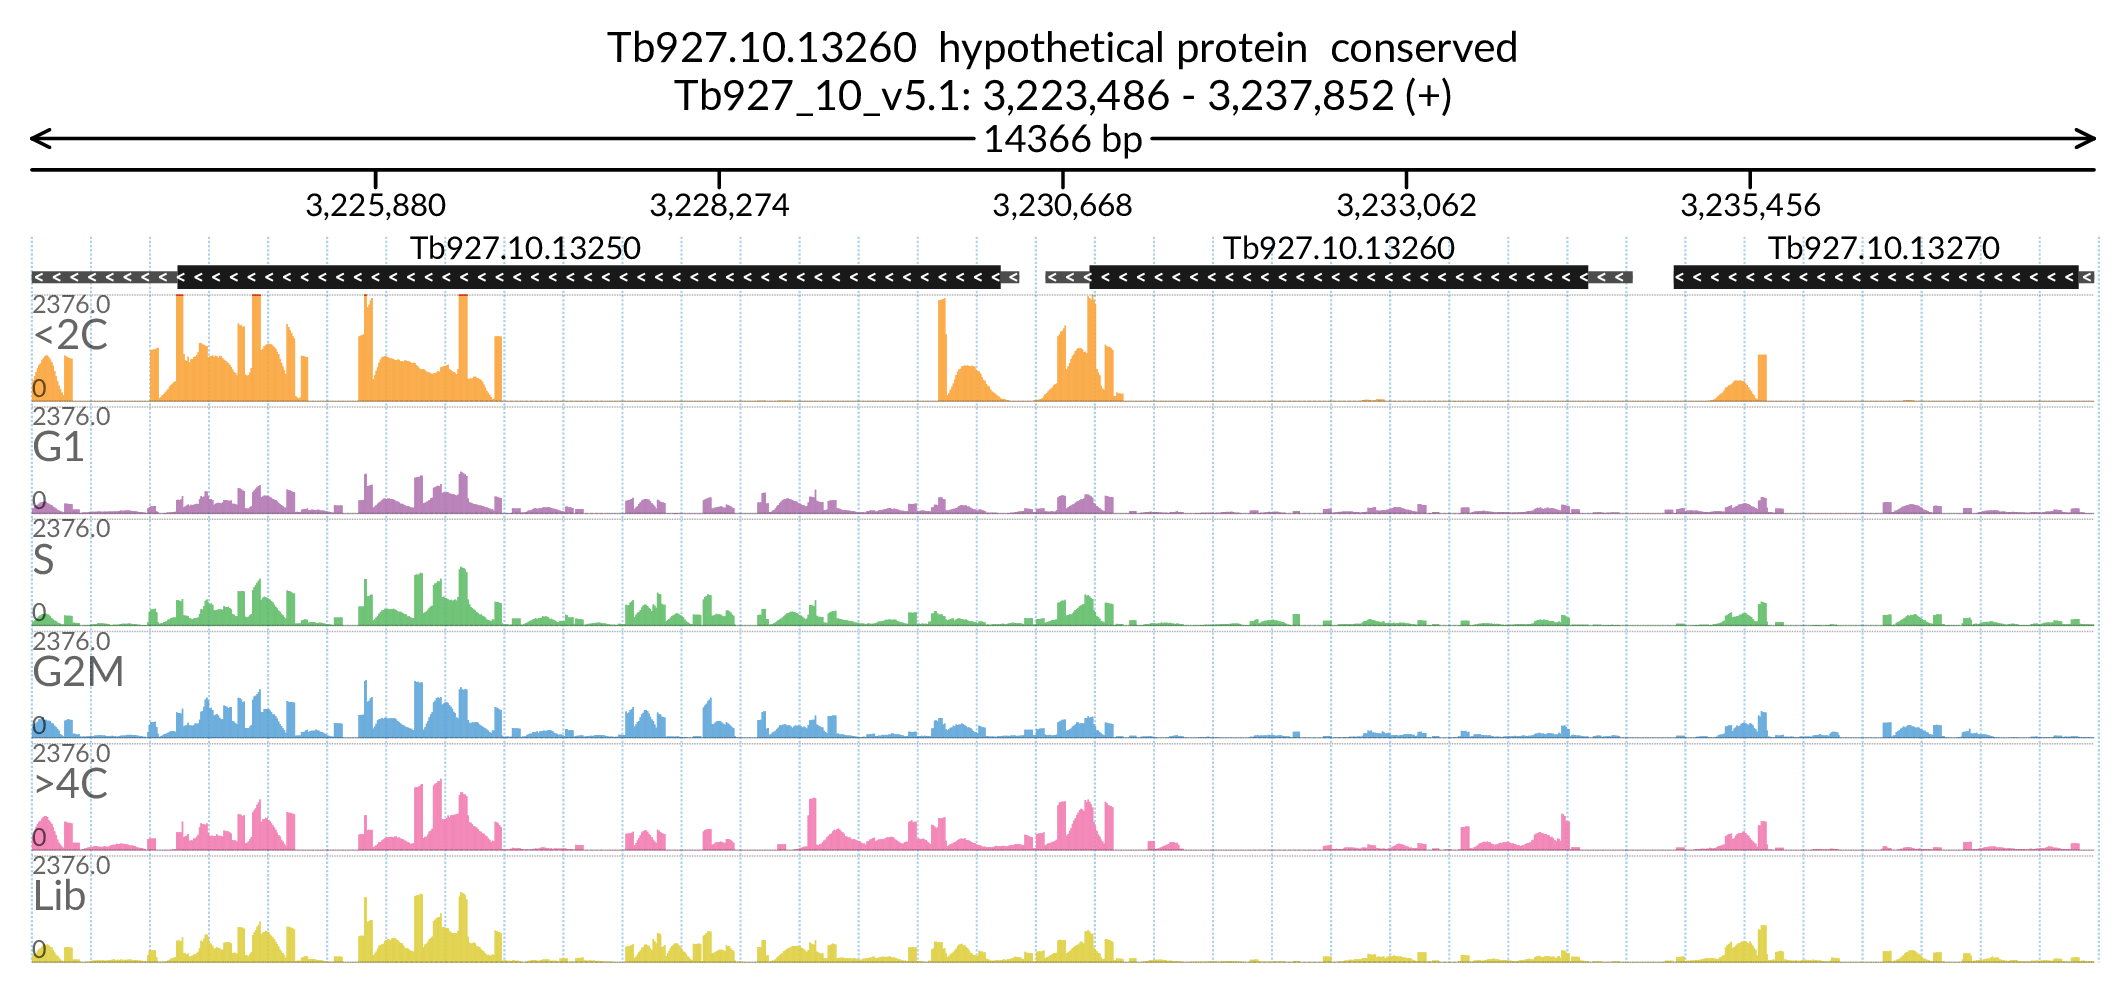 Tb927.10.13260  hypothetical protein  conserved
Tb927_10_v5.1: 3,223,486 - 3,237,852 (+)
14366 bp
3,225,880 3,228,274 3,230,668 3,233,062 3,235,456
Tb927.10.13250 Tb927.10.13260 Tb927.10.13270
2376.0
<2C
0
2376.0
G1
0
2376.0
S
0
2376.0
G2M
0
2376.0
>4C
0
2376.0
Lib
0